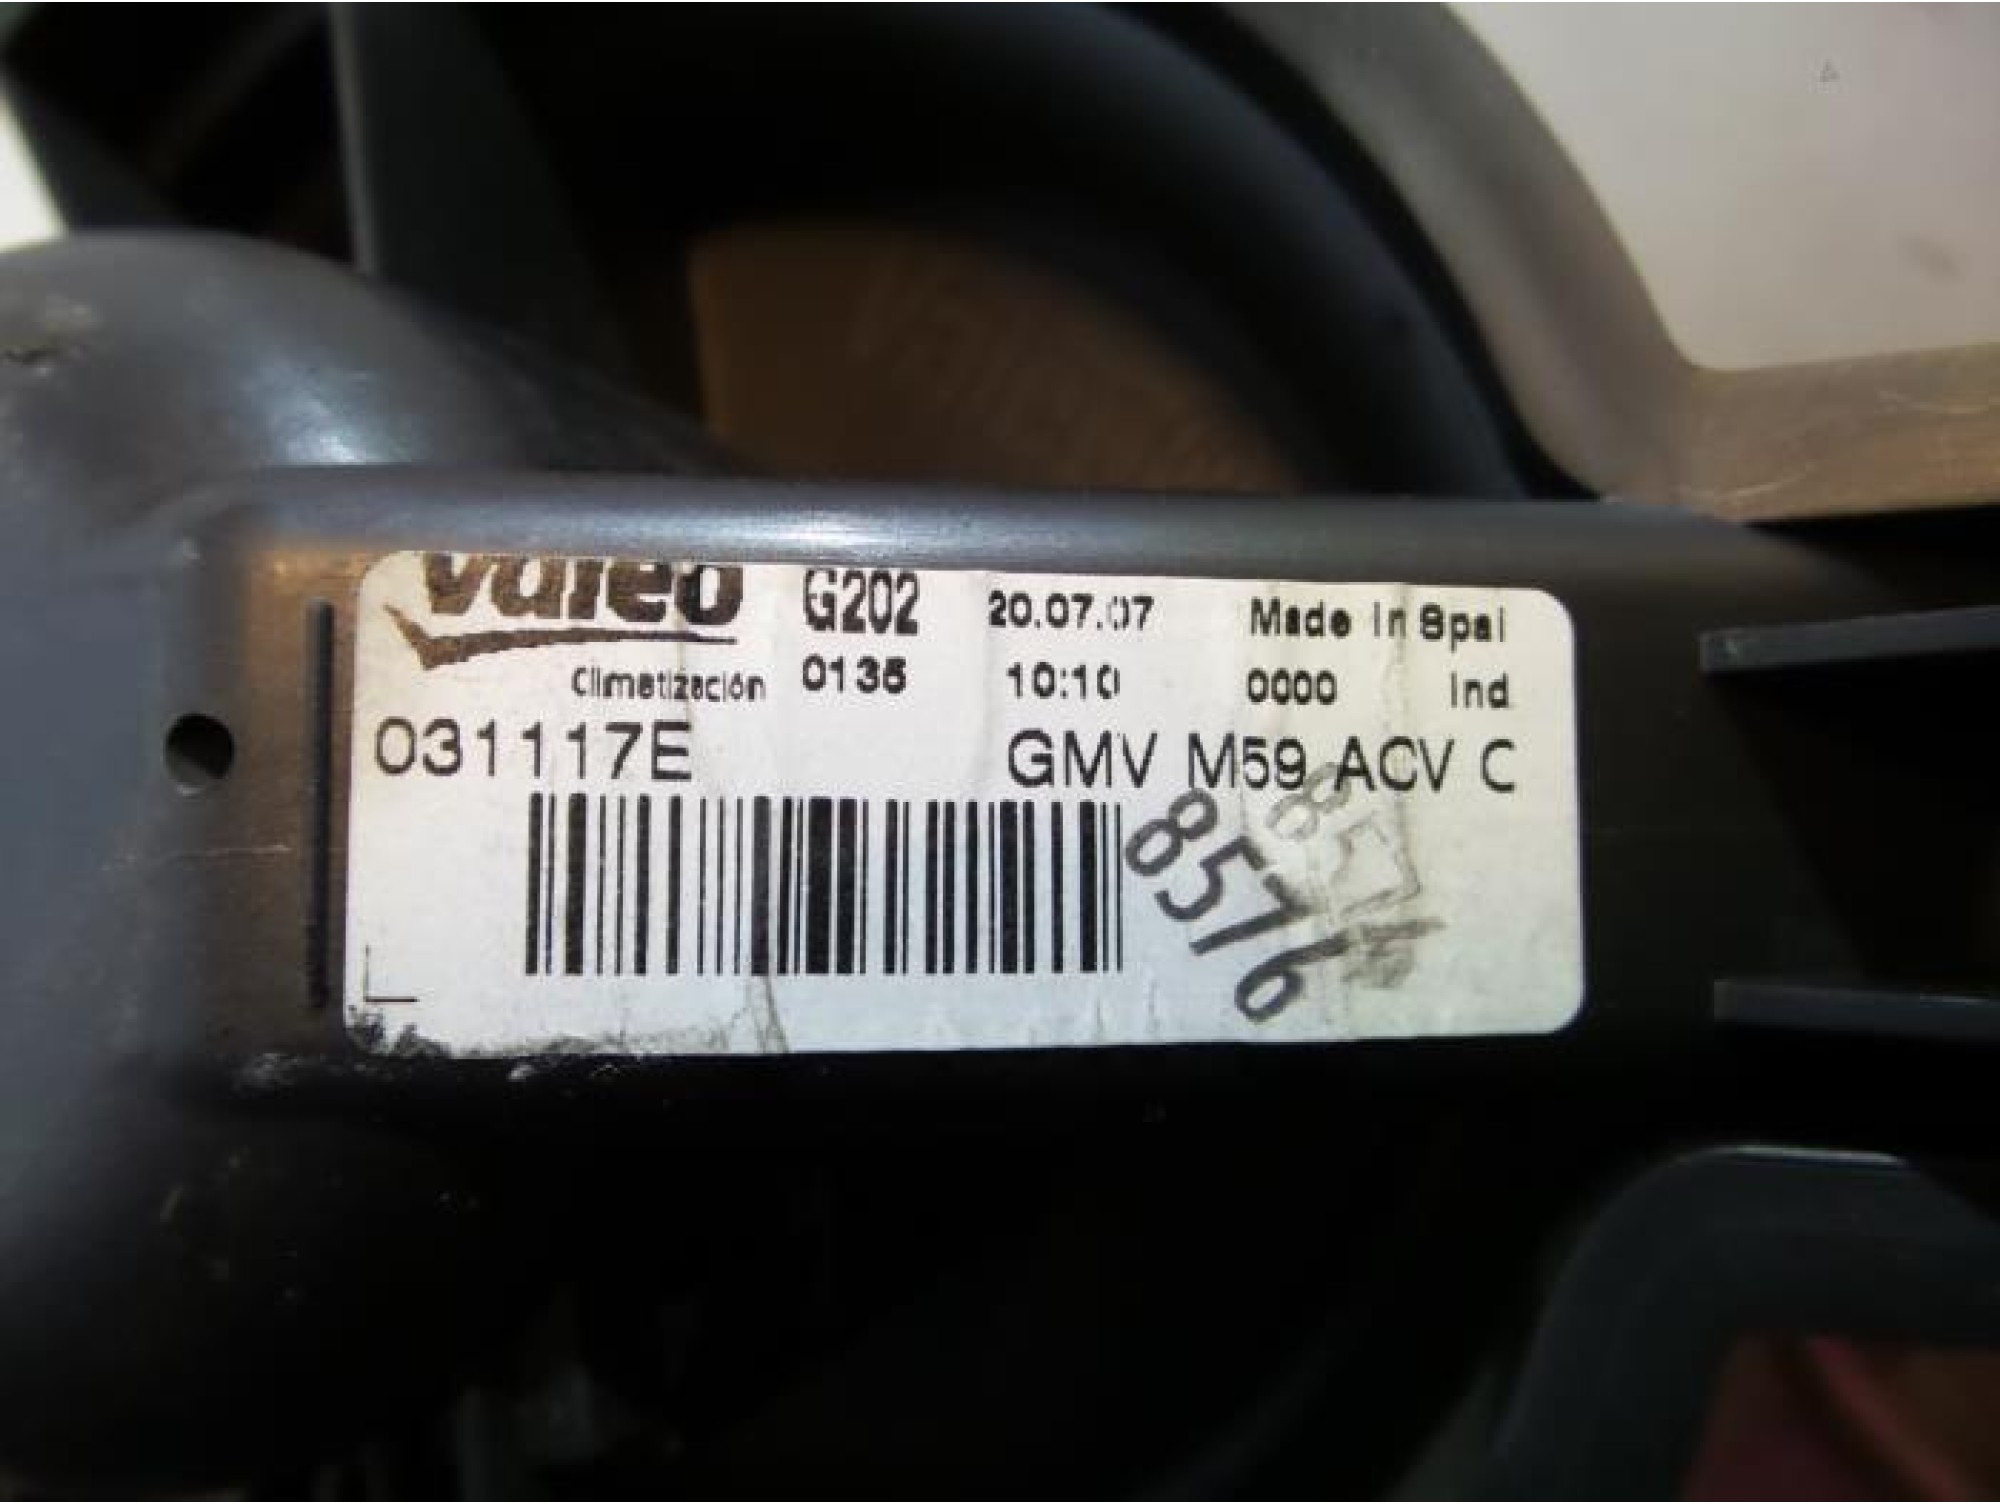 Valeo G202 20.07.07 Made In Spai
Climatización 0135 10:10 0000 Ind
031117E GMV M59 ACV C
8576